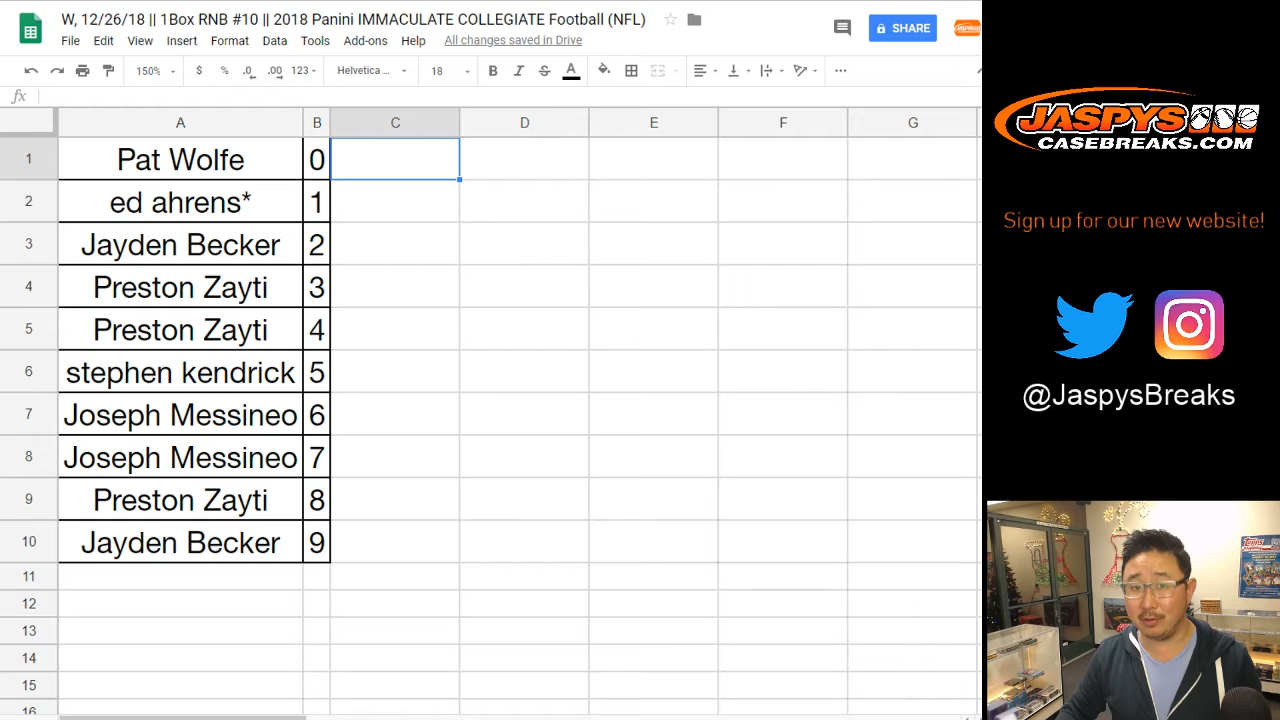 W, 12/26/18 || 1Box RNB #10 || 2018 Panini IMMACULATE COLLEGIATE Football (NFL)
File Edit View Insert Format Data Tools Add-ons Help All changes saved in Drive
SHARE
150% $ % .0 .00 123 Helvetica ... 18 B I S A
fx
A B C D E F G
1 Pat Wolfe 0
2 ed ahrens* 1
3 Jayden Becker 2
4 Preston Zayti 3
5 Preston Zayti 4
6 stephen kendrick 5
7 Joseph Messineo 6
8 Joseph Messineo 7
9 Preston Zayti 8
10 Jayden Becker 9
11
12
13
14
15
16
JASPYS
CASEBREAKS.COM
Sign up for our new website!
@JaspysBreaks
topps